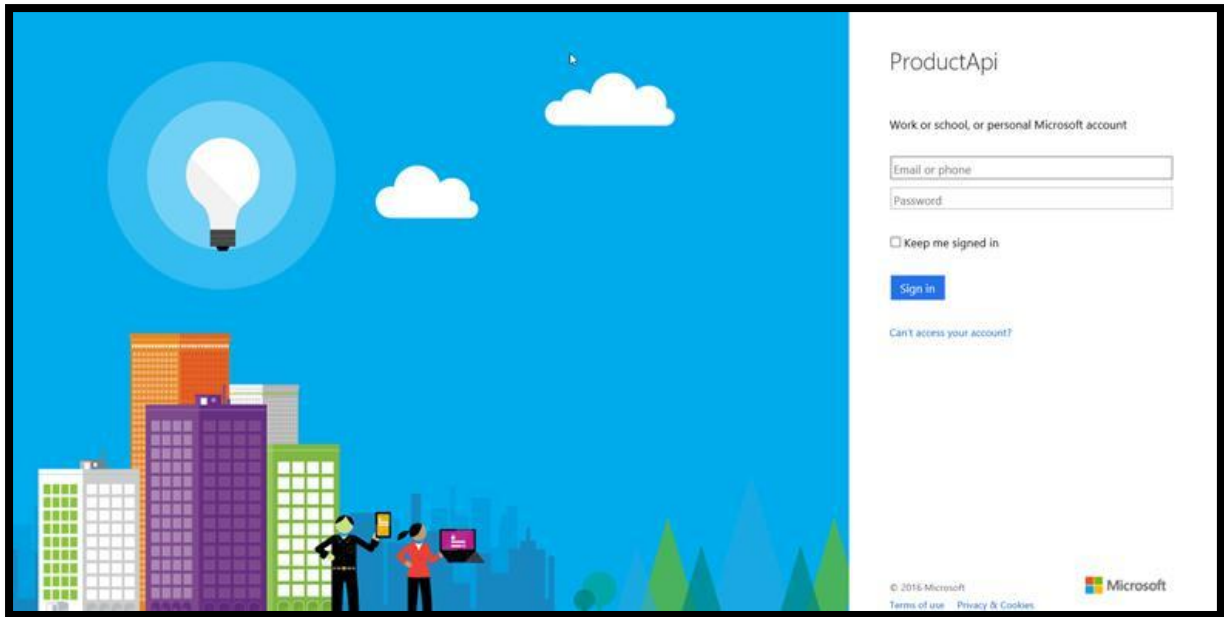 ProductApi
Work or school, or personal Microsoft account
Email or phone
Password
Keep me signed in
Sign in
Can't access your account?
© 2016 Microsoft
Microsoft
Terms of use Privacy & Cookies